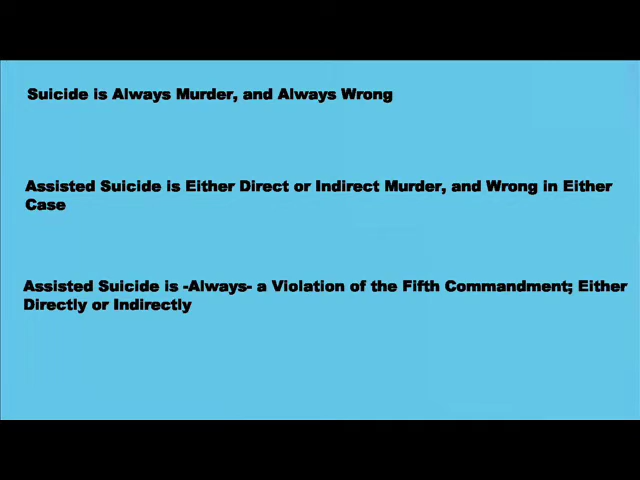 Suicide is Always Murder, and Always Wrong
Assisted Suicide is Either Direct or Indirect Murder, and Wrong in Either
Case
Assisted Suicide is -Always- a Violation of the Fifth Commandment; Either
Directly or Indirectly